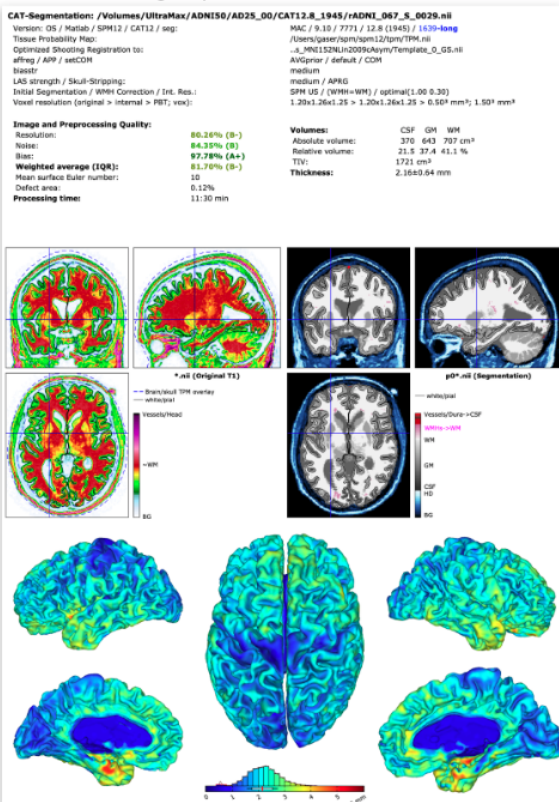 CAT-Segmentation: /Volumes/UltraMax/ADNI50/AD25_00/CAT12.8_1945/rADNI_067_S_0029.nii
Version: OS / Matlab / SPM12 / CAT12 / seg: MAC / 9.10 / 7771 / 12.8 (1945) / 1639-long
Tissue Probability Map: /Users/gaser/spm/spm12/tpm/TPM.nii
Optimized Shooting Registration to: ..s_MNI152NLin2009cAsym/Template_0_GS.nii
affreg / APP / setCOM AVGprior / default / COM
biasstr medium
LAS strength / Skull-Stripping: medium / APRG
Initial Segmentation / WMH Correction / Int. Res.: SPM US / (WMH=WM) / optimal(1.00 0.30)
Voxel resolution (original > internal > PBT; vox): 1.20x1.26x1.25 > 1.20x1.26x1.25 > 0.50³ mm³; 1.50³ mm³
Image and Preprocessing Quality:
Resolution: 80.26% (B-)
Noise: 84.35% (B)
Bias: 97.78% (A+)
Weighted average (IQR): 81.70% (B-)
Mean surface Euler number: 10
Defect area: 0.12%
Processing time: 11:30 min
Volumes: CSF GM WM
Absolute volume: 370 643 707 cm³
Relative volume: 21.5 37.4 41.1 %
TIV: 1721 cm³
Thickness: 2.16±0.64 mm
*.nii (Original T1)
Brain/skull TPM overlay
white/pial
Vessels/Head
~WM
BG
p0*.nii (Segmentation)
white/pial
Vessels/Dura->CSF
WMHs->WM
WM
GM
CSF
HD
BG
0 1 2 3 4 5 mm